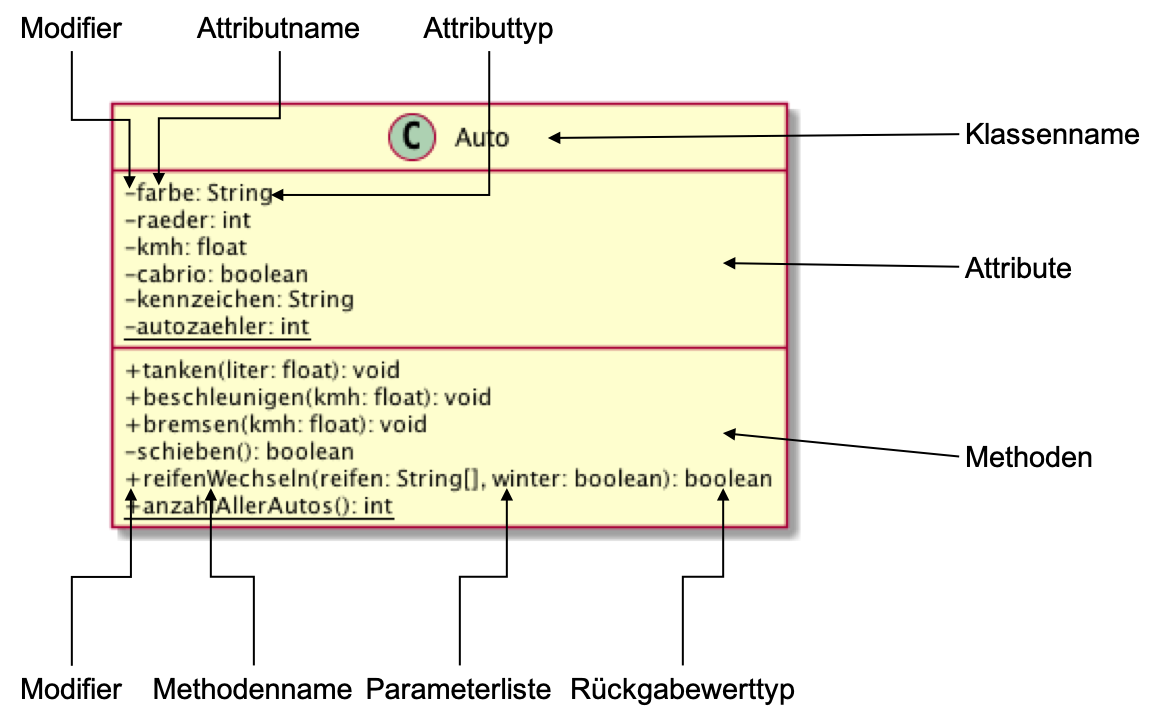 Modifier Attributname Attributtyp
C Auto
Klassenname
-farbe: String
-raeder: int
-kmh: float
-cabrio: boolean
Attribute
-kennzeichen: String
-autozaehler: int
+tanken(liter: float): void
+beschleunigen(kmh: float): void
+bremsen(kmh: float): void
-schieben(): boolean
Methoden
+reifenWechseln(reifen: String[], winter: boolean): boolean
+anzahlAllerAutos(): int
Modifier Methodenname Parameterliste Rückgabewerttyp